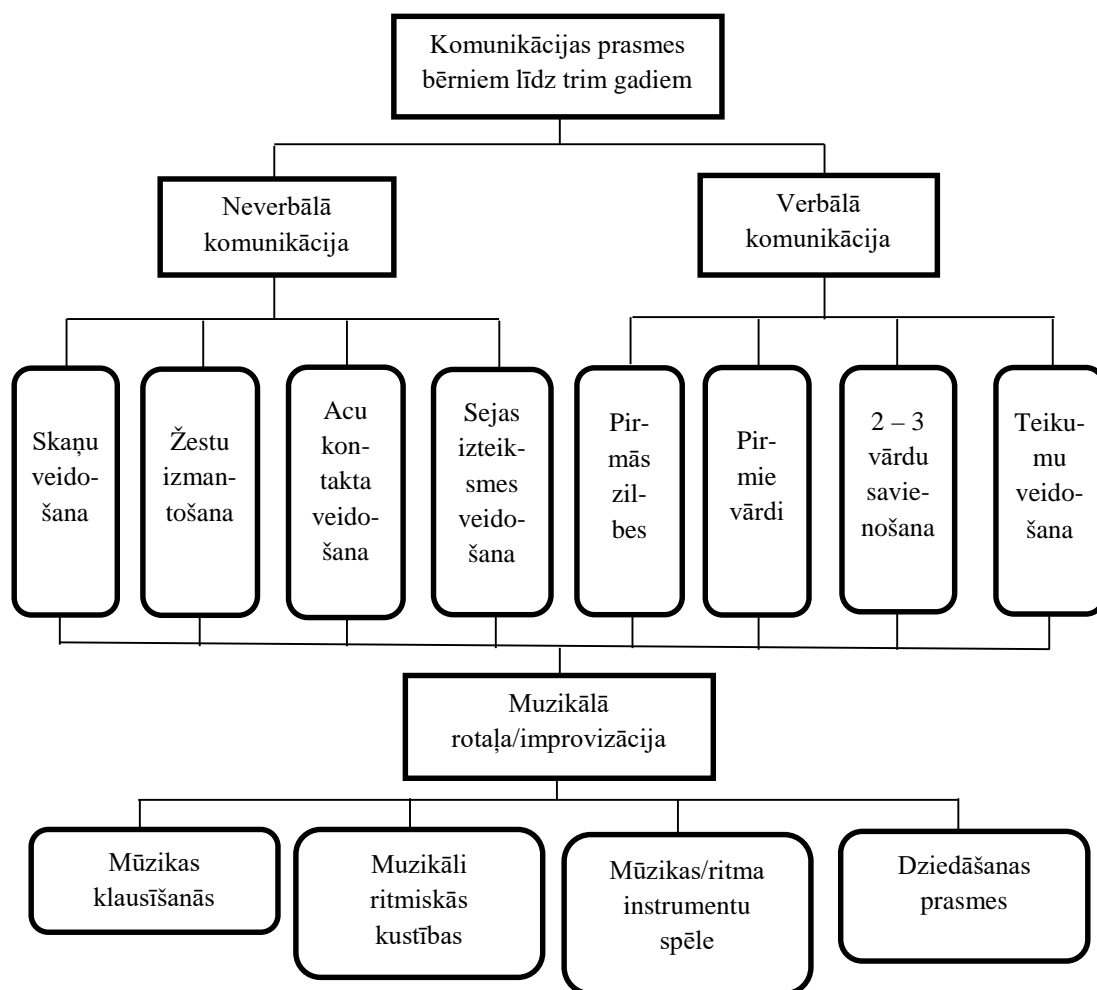 Komunikācijas prasmes
bērniem līdz trim gadiem
Neverbālā
komunikācija
Verbālā
komunikācija
Skaņu
veido-
šana
Žestu
izman-
tošana
Acu
kon-
takta
veido-
šana
Sejas
izteik-
smes
veido-
šana
Pir-
mās
zil-
bes
Pir-
mie
vārdi
2 – 3
vārdu
savie-
nošana
Teiku-
mu
veido-
šana
Muzikālā
rotaļa/improvizācija
Mūzikas
klausīšanās
Muzikāli
ritmiskās
kustības
Mūzikas/ritma
instrumentu
spēle
Dziedāšanas
prasmes